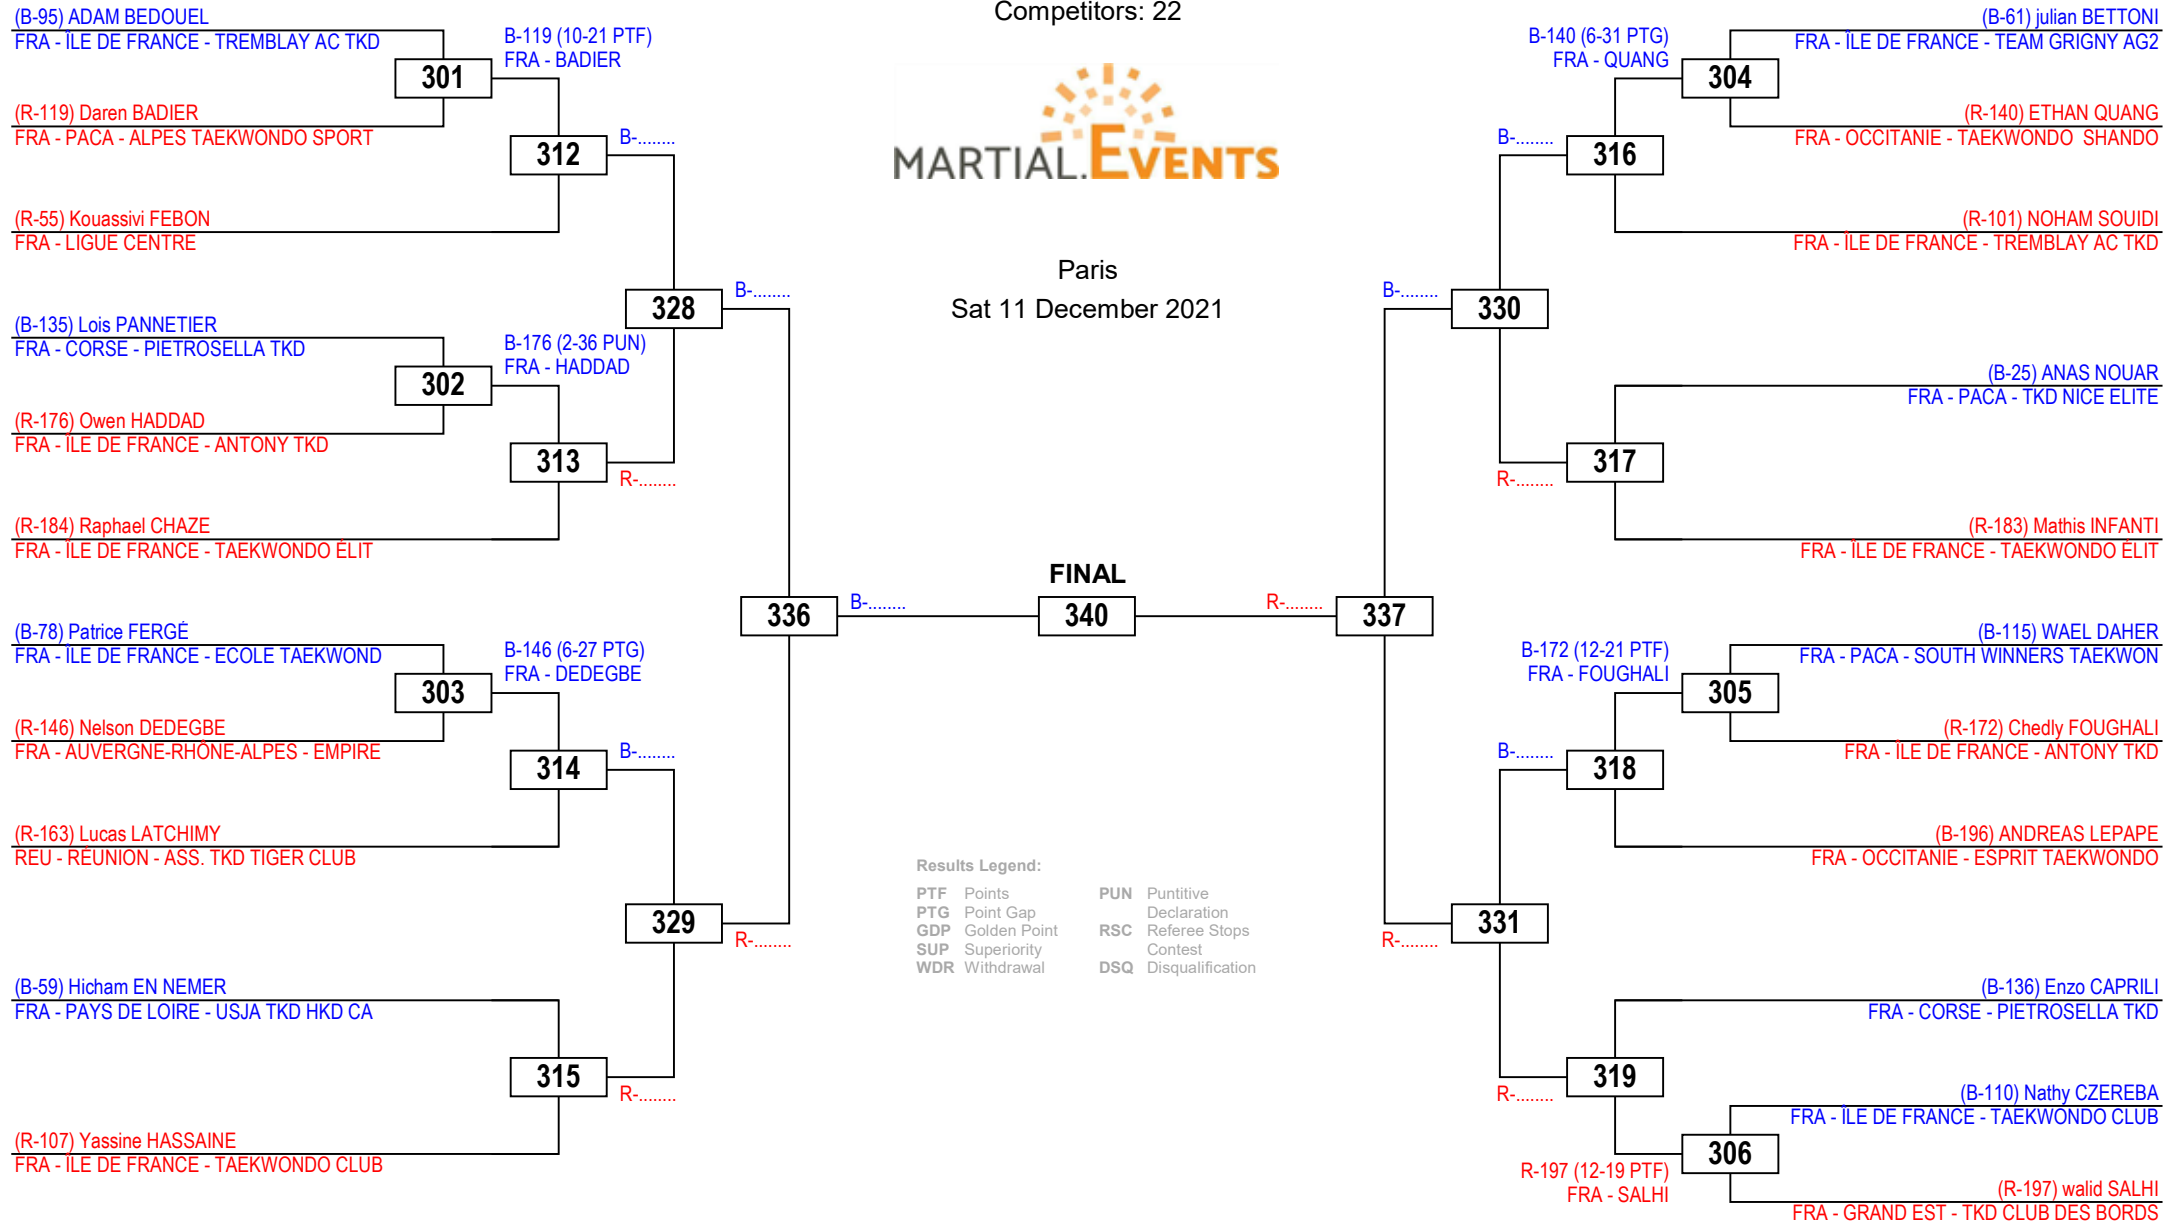 Competitors: 22
MARTIAL.EVENTS
Paris
Sat 11 December 2021
(B-95) ADAM BEDOUEL
FRA - ÎLE DE FRANCE - TREMBLAY AC TKD
301
B-119 (10-21 PTF)
FRA - BADIER
(R-119) Daren BADIER
FRA - PACA - ALPES TAEKWONDO SPORT
312
B-........
(R-55) Kouassivi FEBON
FRA - LIGUE CENTRE
328
B-........
(B-135) Lois PANNETIER
FRA - CORSE - PIETROSELLA TKD
302
B-176 (2-36 PUN)
FRA - HADDAD
(R-176) Owen HADDAD
FRA - ÎLE DE FRANCE - ANTONY TKD
313
R-........
(R-184) Raphael CHAZE
FRA - ÎLE DE FRANCE - TAEKWONDO ÉLIT
336
B-........
(B-78) Patrice FERGÉ
FRA - ÎLE DE FRANCE - ECOLE TAEKWOND
303
B-146 (6-27 PTG)
FRA - DEDEGBE
(R-146) Nelson DEDEGBE
FRA - AUVERGNE-RHÔNE-ALPES - EMPIRE
314
B-........
(R-163) Lucas LATCHIMY
REU - RÉUNION - ASS. TKD TIGER CLUB
329
R-........
(B-59) Hicham EN NEMER
FRA - PAYS DE LOIRE - USJA TKD HKD CA
315
R-........
(R-107) Yassine HASSAINE
FRA - ÎLE DE FRANCE - TAEKWONDO CLUB
FINAL
340
Results Legend:
PTF Points
PTG Point Gap
GDP Golden Point
SUP Superiority
WDR Withdrawal
PUN Puntitive
Declaration
RSC Referee Stops
Contest
DSQ Disqualification
(B-61) julian BETTONI
FRA - ÎLE DE FRANCE - TEAM GRIGNY AG2
304
B-140 (6-31 PTG)
FRA - QUANG
(R-140) ETHAN QUANG
FRA - OCCITANIE - TAEKWONDO SHANDO
316
B-........
(R-101) NOHAM SOUIDI
FRA - ÎLE DE FRANCE - TREMBLAY AC TKD
330
B-........
(B-25) ANAS NOUAR
FRA - PACA - TKD NICE ELITE
317
R-........
(R-183) Mathis INFANTI
FRA - ÎLE DE FRANCE - TAEKWONDO ÉLIT
337
R-........
(B-115) WAEL DAHER
FRA - PACA - SOUTH WINNERS TAEKWON
305
B-172 (12-21 PTF)
FRA - FOUGHALI
(R-172) Chedly FOUGHALI
FRA - ÎLE DE FRANCE - ANTONY TKD
318
B-........
(B-196) ANDREAS LEPAPE
FRA - OCCITANIE - ESPRIT TAEKWONDO
331
R-........
(B-136) Enzo CAPRILI
FRA - CORSE - PIETROSELLA TKD
319
R-........
(B-110) Nathy CZEREBA
FRA - ÎLE DE FRANCE - TAEKWONDO CLUB
306
R-197 (12-19 PTF)
FRA - SALHI
(R-197) walid SALHI
FRA - GRAND EST - TKD CLUB DES BORDS